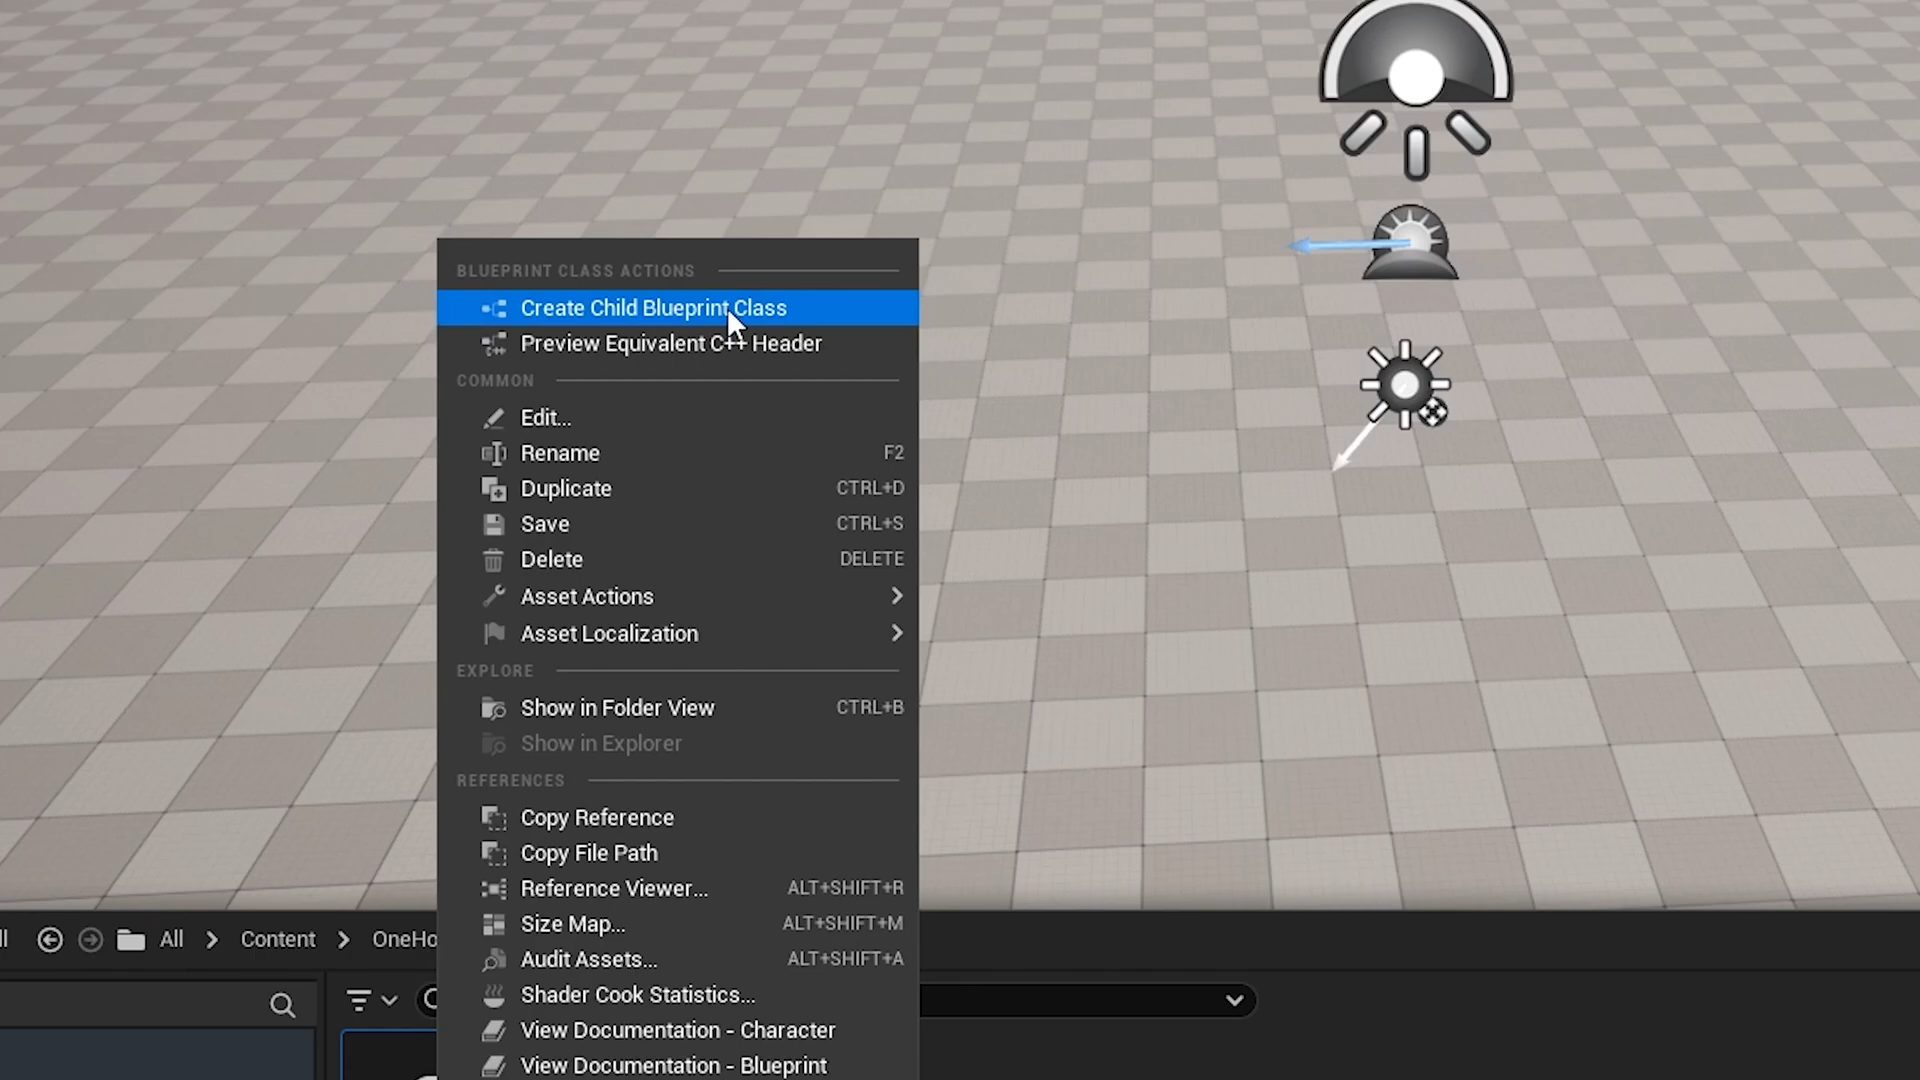 BLUEPRINT CLASS ACTIONS
Create Child Blueprint Class
Preview Equivalent C++ Header
COMMON
Edit...
Rename F2
Duplicate CTRL+D
Save CTRL+S
Delete DELETE
Asset Actions
Asset Localization
EXPLORE
Show in Folder View CTRL+B
Show in Explorer
REFERENCES
Copy Reference
Copy File Path
Reference Viewer... ALT+SHIFT+R
Size Map... ALT+SHIFT+M
Audit Assets... ALT+SHIFT+A
Shader Cook Statistics...
View Documentation - Character
View Documentation - Blueprint
All Content OneHo